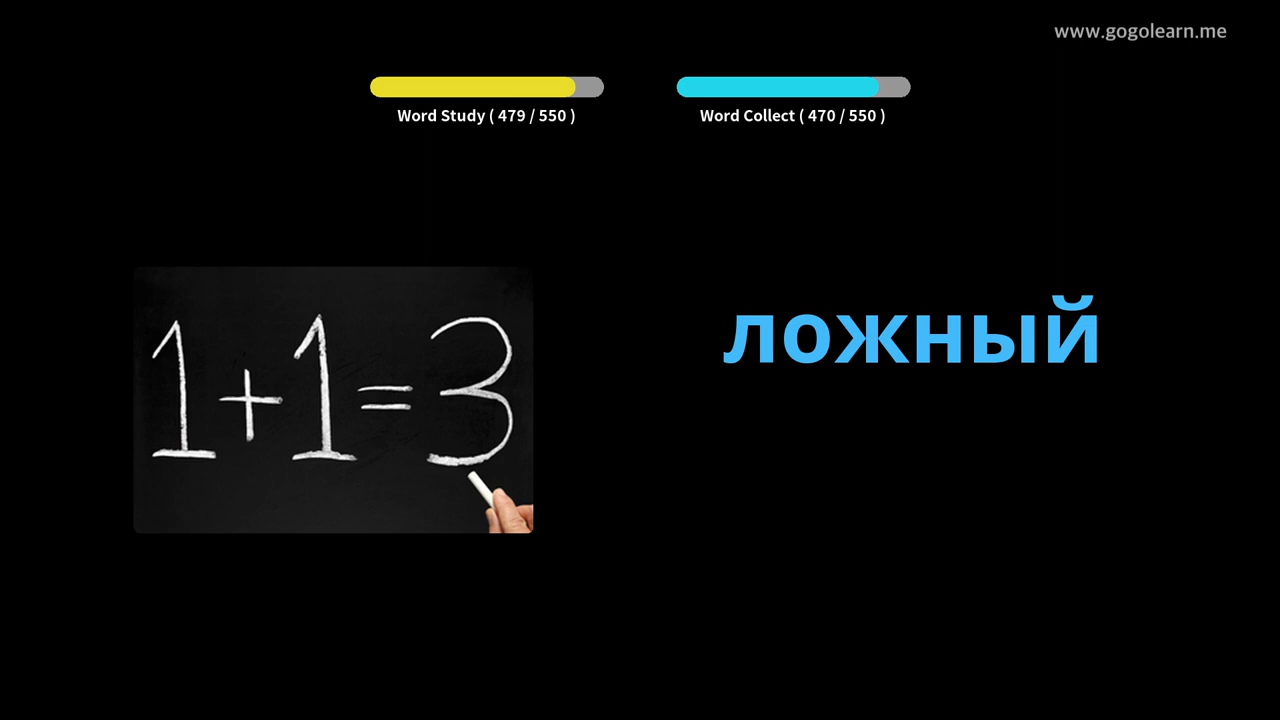 www.gogolearn.me
Word Study ( 479 / 550 )
Word Collect ( 470 / 550 )
1+1=3
ложный